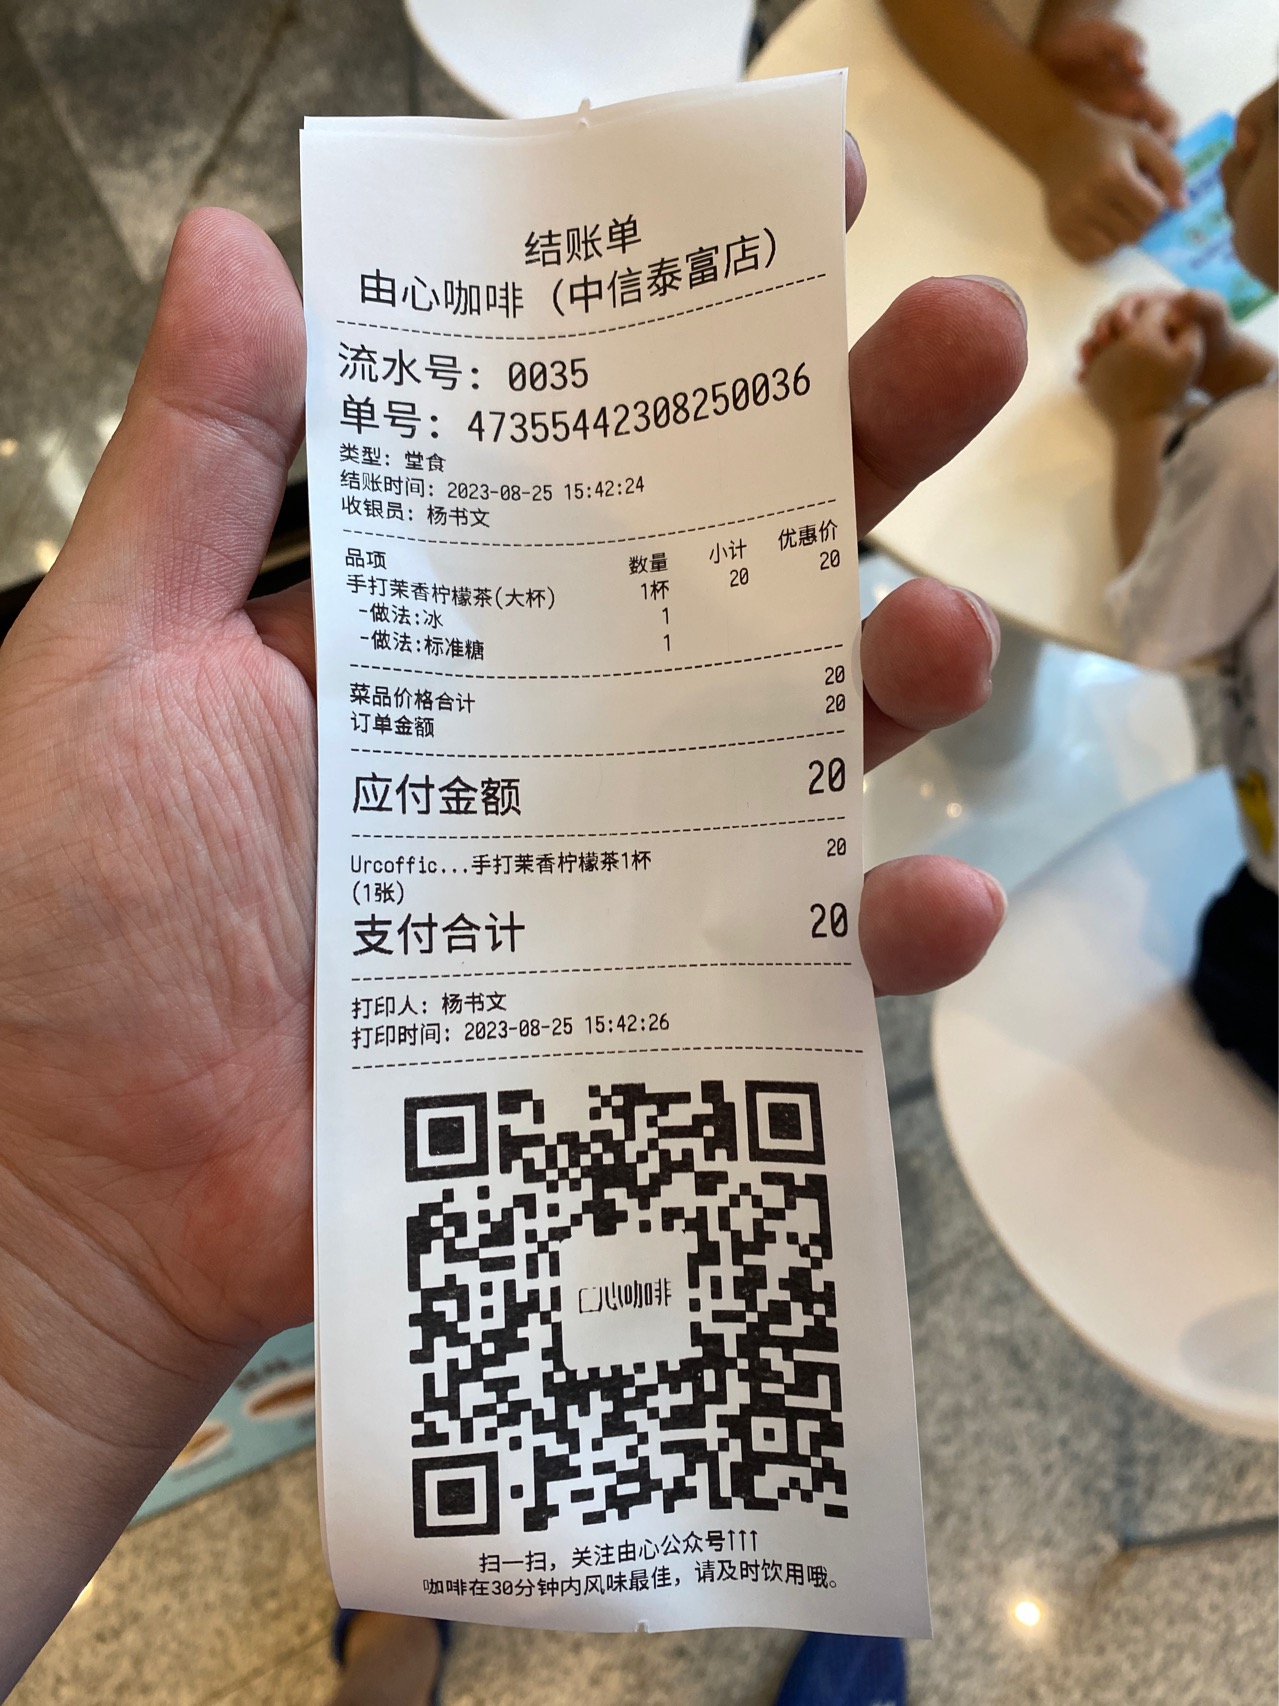 结账单
由心咖啡（中信泰富店）
流水号：0035
单号：47355442308250036
类型：堂食
结账时间：2023-08-25 15:42:24
收银员：杨书文
品项 数量 小计 优惠价
手打茉香柠檬茶(大杯) 1杯 20 20
-做法:冰 1
-做法:标准糖 1
菜品价格合计 20
订单金额 20
应付金额 20
Urcoffic...手打茉香柠檬茶1杯 20
(1张)
支付合计 20
打印人：杨书文
打印时间：2023-08-25 15:42:26
心咖啡
扫一扫，关注由心公众号↑↑↑
咖啡在30分钟内风味最佳，请及时饮用哦。